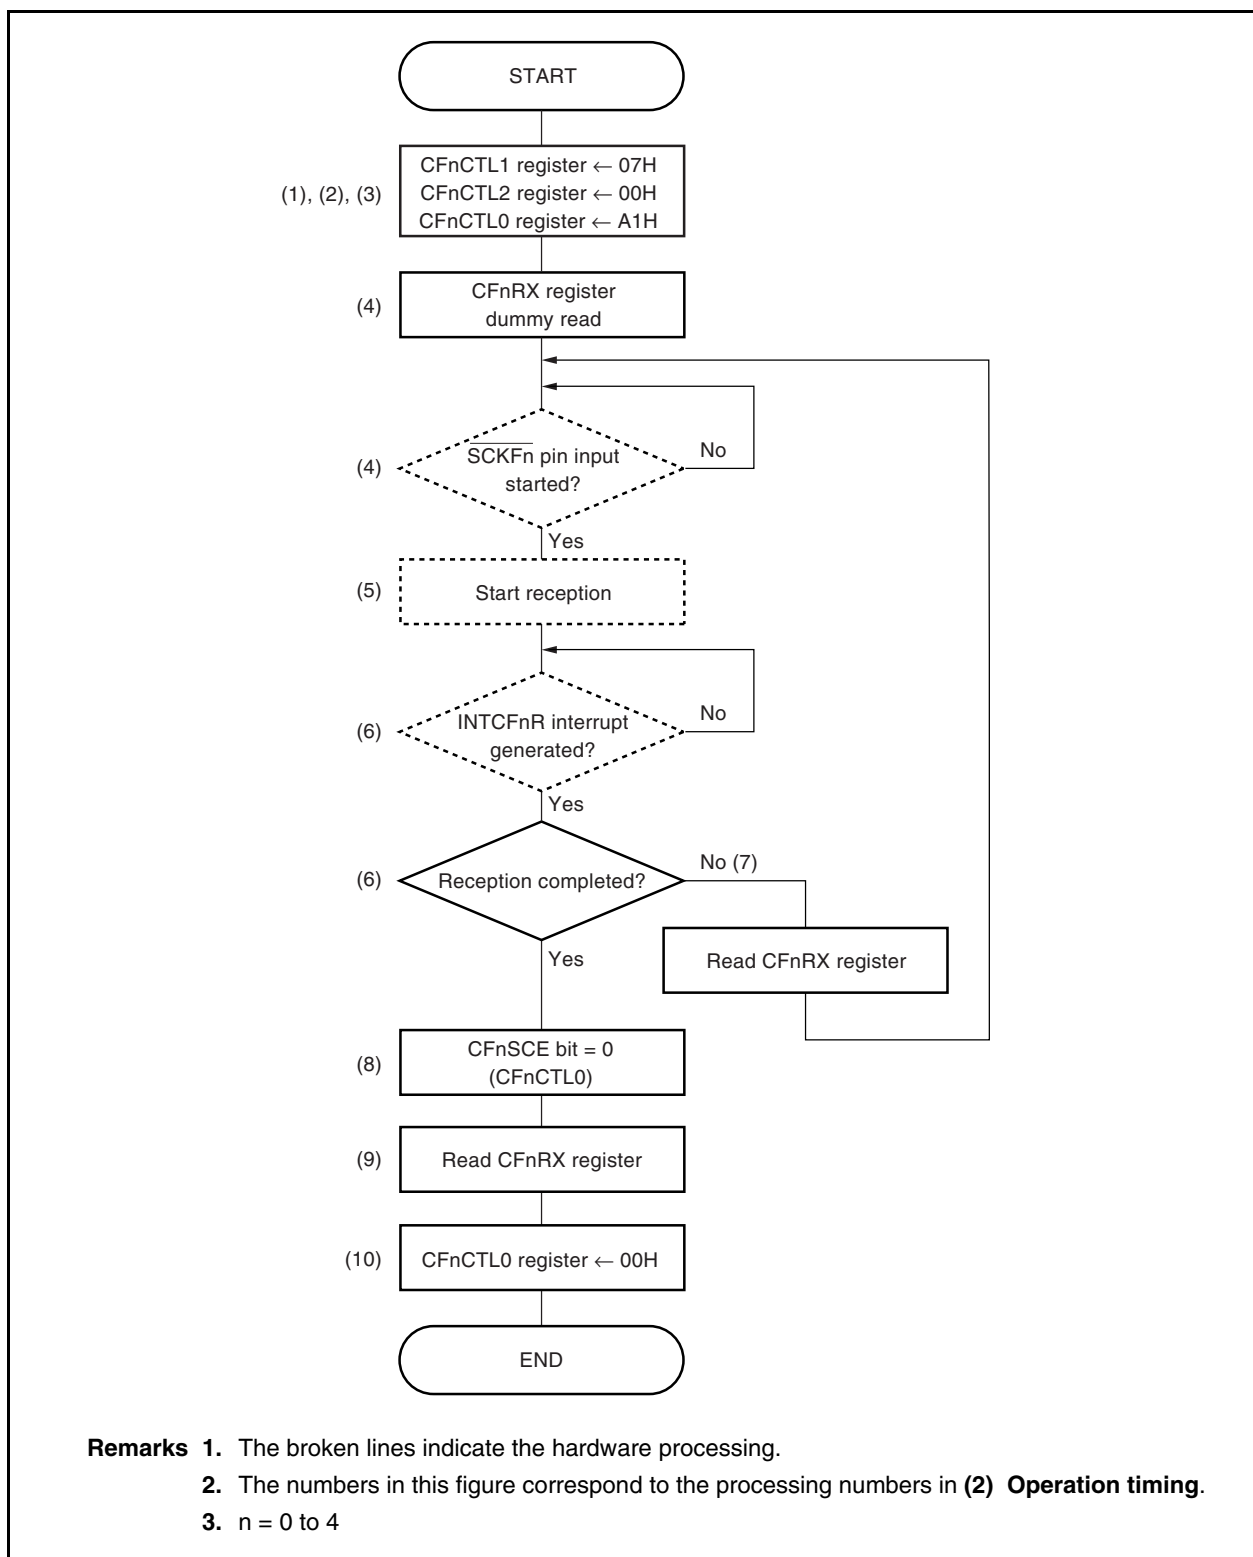 START
(1), (2), (3)
CFnCTL1 register ← 07H
CFnCTL2 register ← 00H
CFnCTL0 register ← A1H
(4)
CFnRX register
dummy read
(4)
SCKFn pin input
started?
No
Yes
(5)
Start reception
(6)
INTCFnR interrupt
generated?
No
Yes
(6)
Reception completed?
No (7)
Yes
Read CFnRX register
(8)
CFnSCE bit = 0
(CFnCTL0)
(9)
Read CFnRX register
(10)
CFnCTL0 register ← 00H
END
Remarks 1. The broken lines indicate the hardware processing.
2. The numbers in this figure correspond to the processing numbers in (2) Operation timing.
3. n = 0 to 4